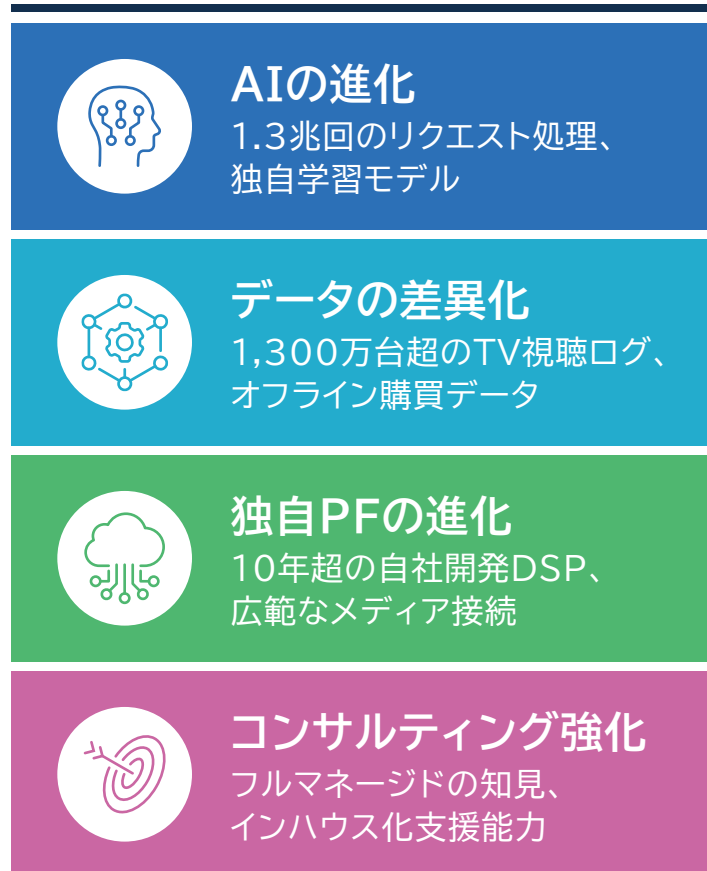 AIの進化
1.3兆回のリクエスト処理、
独自学習モデル
データの差異化
1,300万台超のTV視聴ログ、
オフライン購買データ
独自PFの進化
10年超の自社開発DSP、
広範なメディア接続
コンサルティング強化
フルマネージドの知見、
インハウス化支援能力